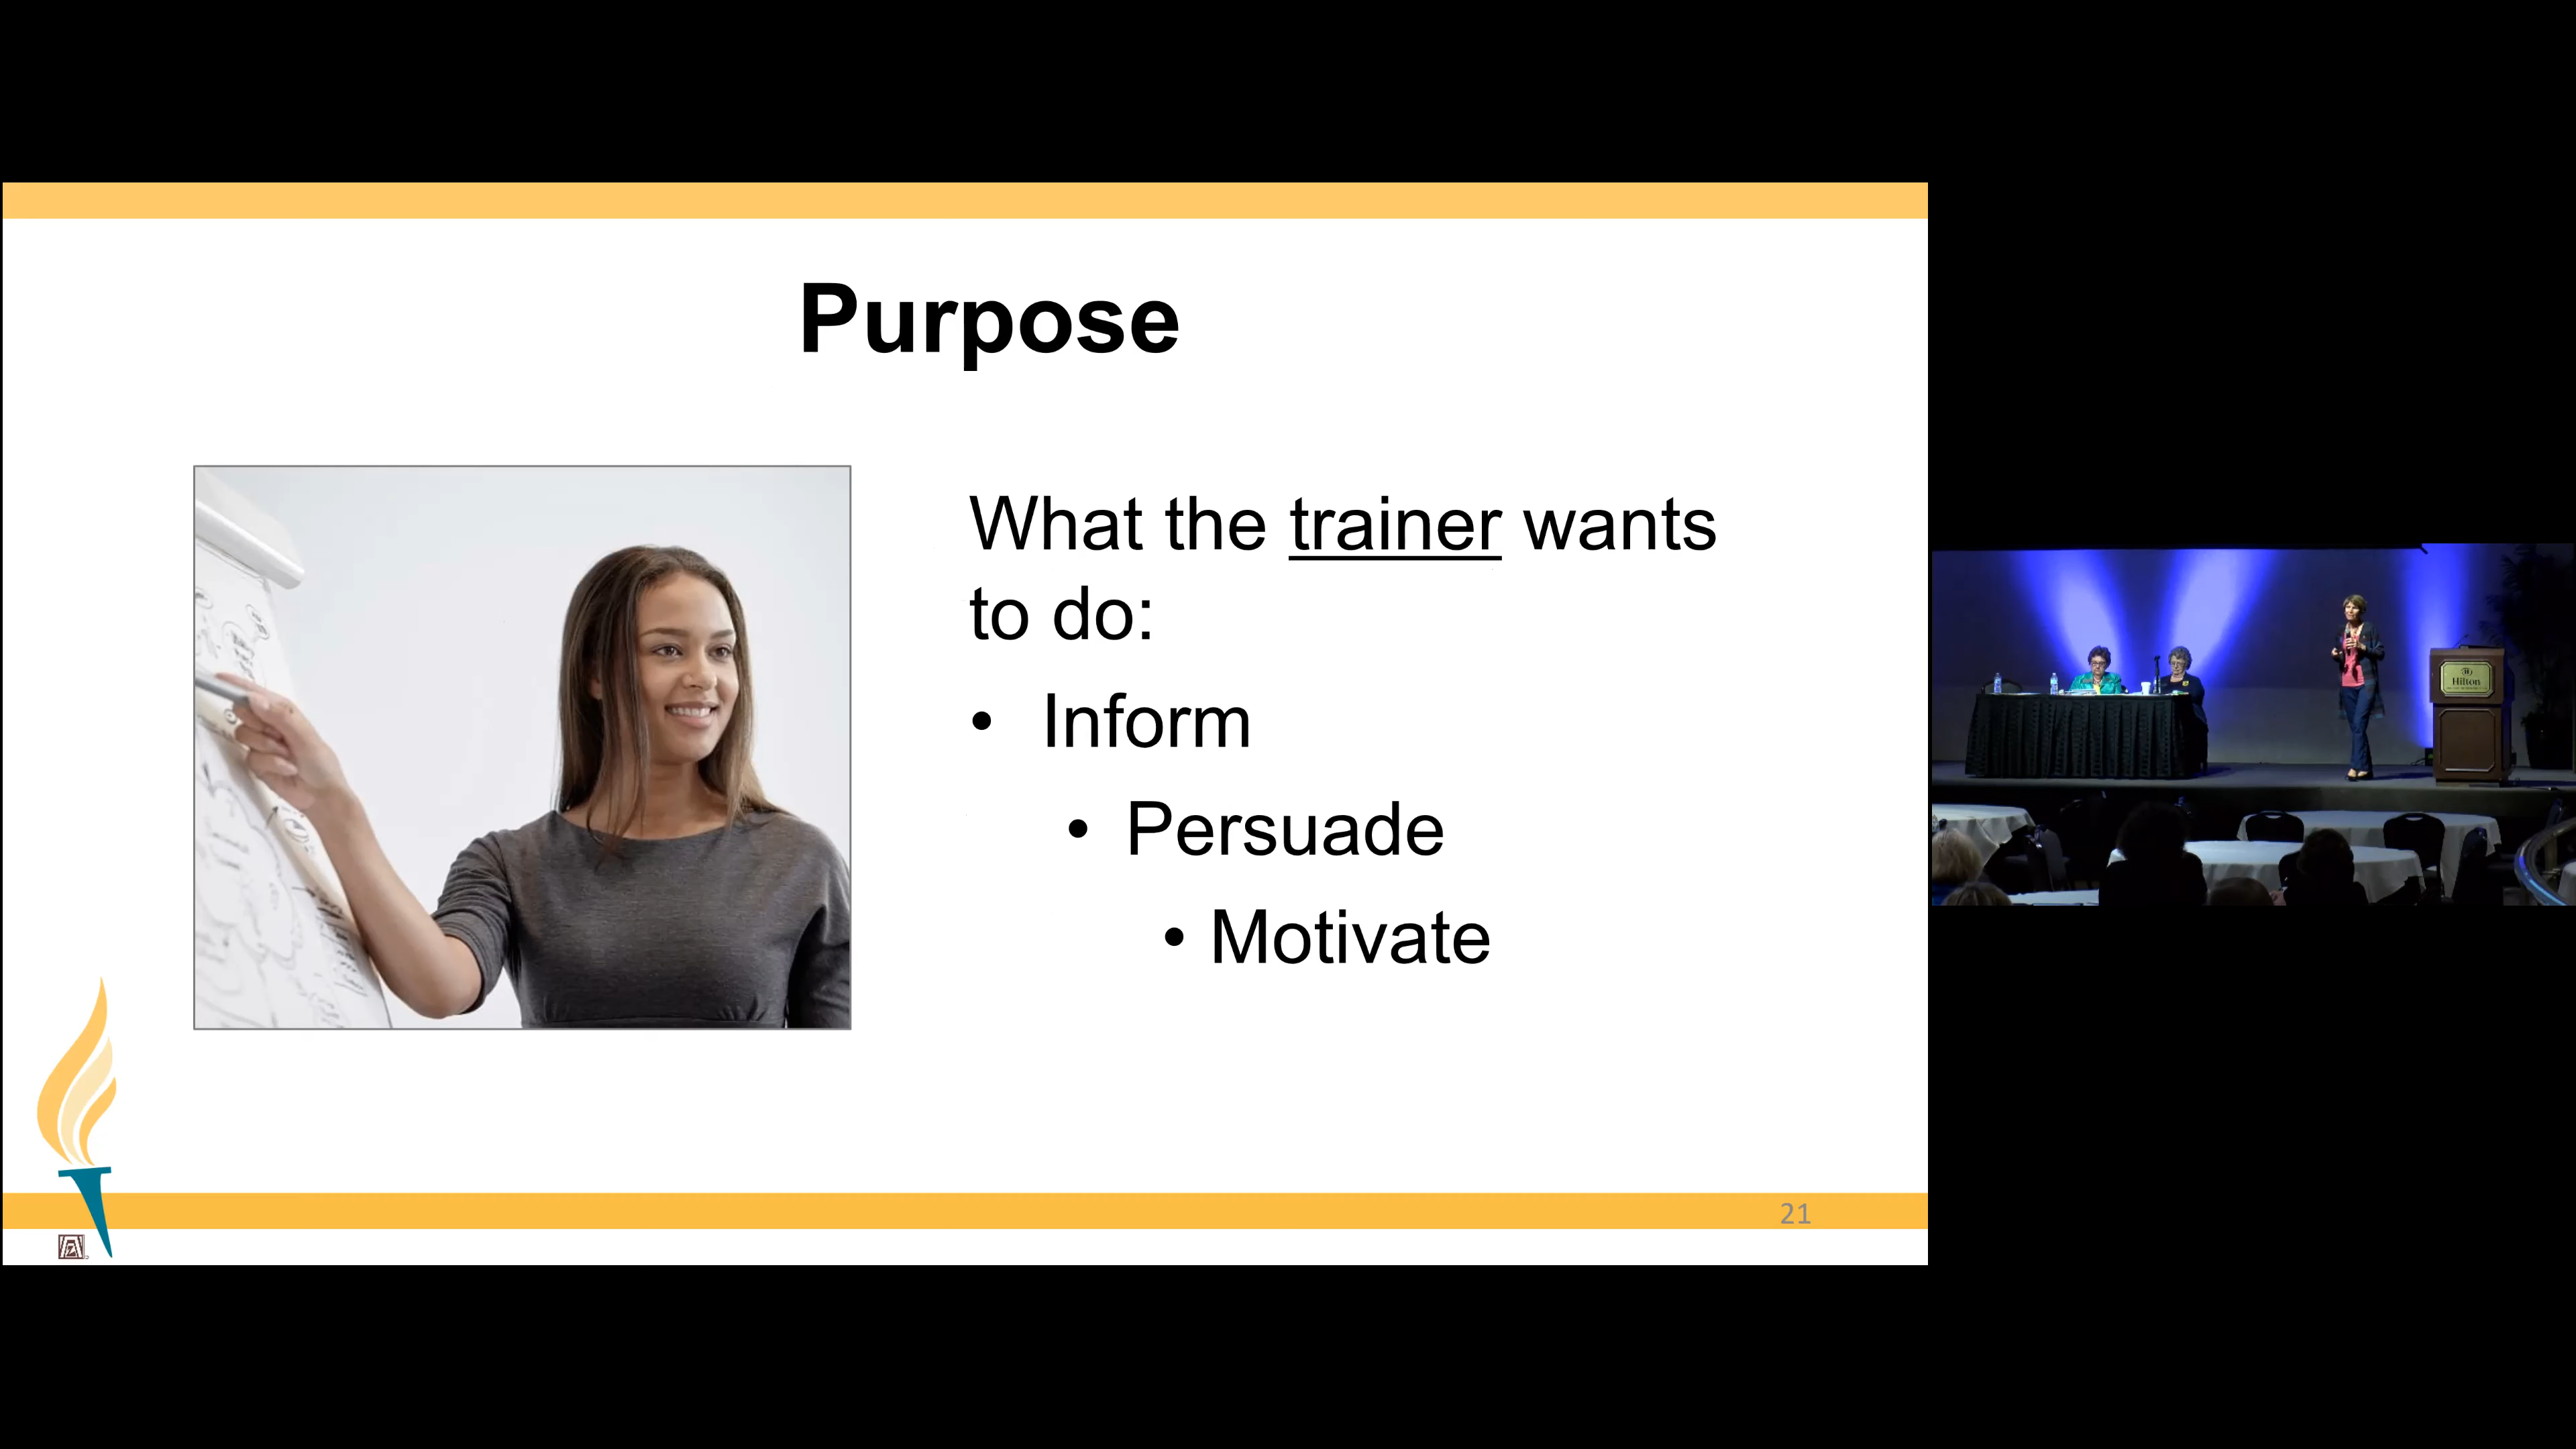 Purpose
What the trainer wants
to do:
• Inform
• Persuade
• Motivate
21
Hilton